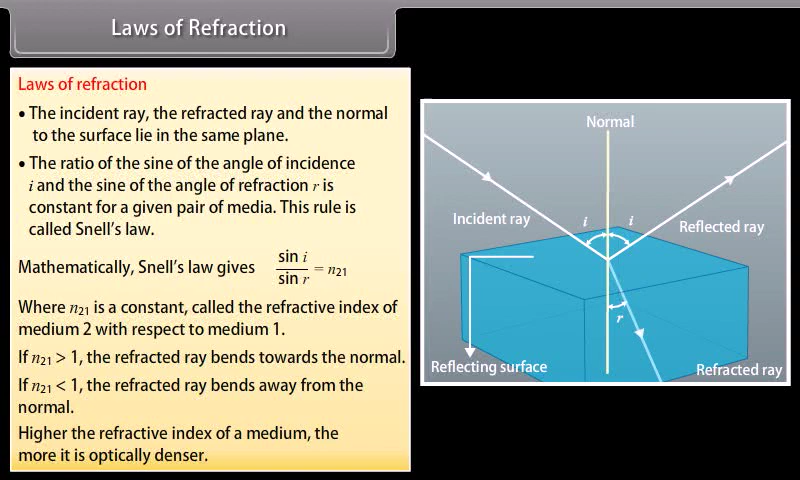 Laws of Refraction
Laws of refraction
• The incident ray, the refracted ray and the normal
to the surface lie in the same plane.
• The ratio of the sine of the angle of incidence
i and the sine of the angle of refraction r is
constant for a given pair of media. This rule is
called Snell's law.
Mathematically, Snell's law gives sin i / sin r = n₂₁
Where n₂₁ is a constant, called the refractive index of
medium 2 with respect to medium 1.
If n₂₁ > 1, the refracted ray bends towards the normal.
If n₂₁ < 1, the refracted ray bends away from the
normal.
Higher the refractive index of a medium, the
more it is optically denser.
Normal
Incident ray
i
i
Reflected ray
r
Reflecting surface
Refracted ray